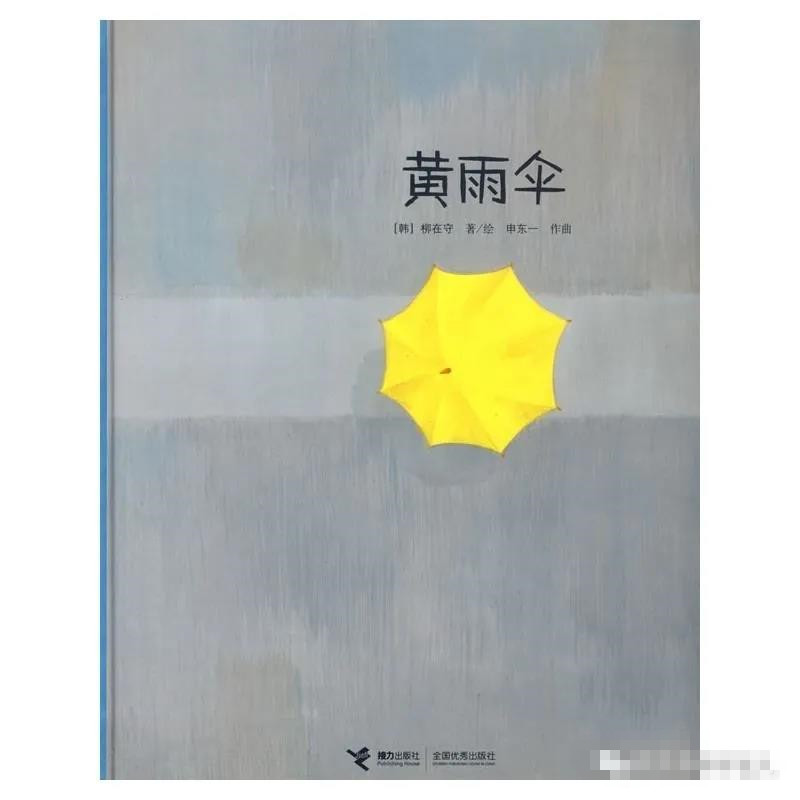 黄雨伞
[韩] 柳在守 著/绘 申东一 作曲
接力出版社 全国优秀出版社
Publishing House